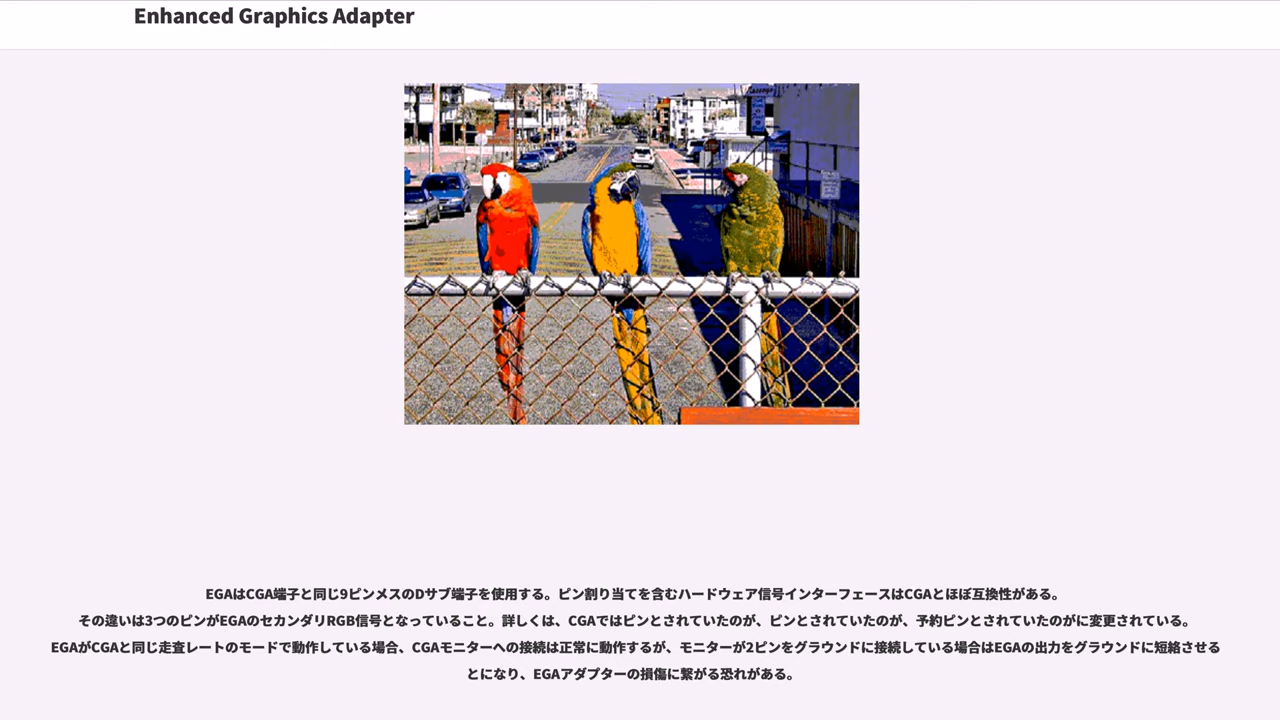 Enhanced Graphics Adapter
EGAはCGA端子と同じ9ピンメスのDサブ端子を使用する。ピン割り当てを含むハードウェア信号インターフェースはCGAとほぼ互換性がある。
その違いは3つのピンがEGAのセカンダリRGB信号となっていること。詳しくは、CGAではピンとされていたのが、ピンとされていたのが、予約ピンとされていたのがに変更されている。
EGAがCGAと同じ走査レートのモードで動作している場合、CGAモニターへの接続は正常に動作するが、モニターが2ピンをグラウンドに接続している場合はEGAの出力をグラウンドに短絡させる
とになり、EGAアダプターの損傷に繋がる恐れがある。